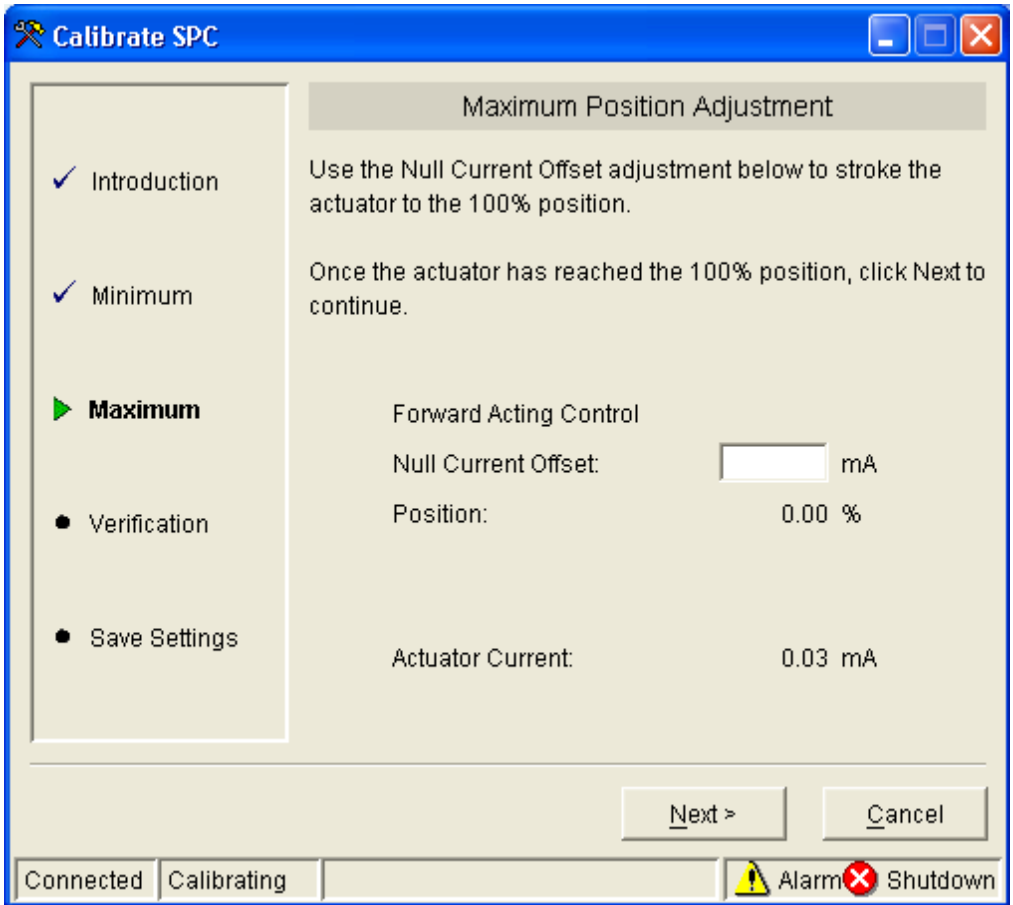 Calibrate SPC
Introduction
Minimum
Maximum
Verification
Save Settings
Maximum Position Adjustment
Use the Null Current Offset adjustment below to stroke the
actuator to the 100% position.
Once the actuator has reached the 100% position, click Next to
continue.
Forward Acting Control
Null Current Offset: mA
Position: 0.00 %
Actuator Current: 0.03 mA
Next > Cancel
Connected Calibrating Alarm Shutdown